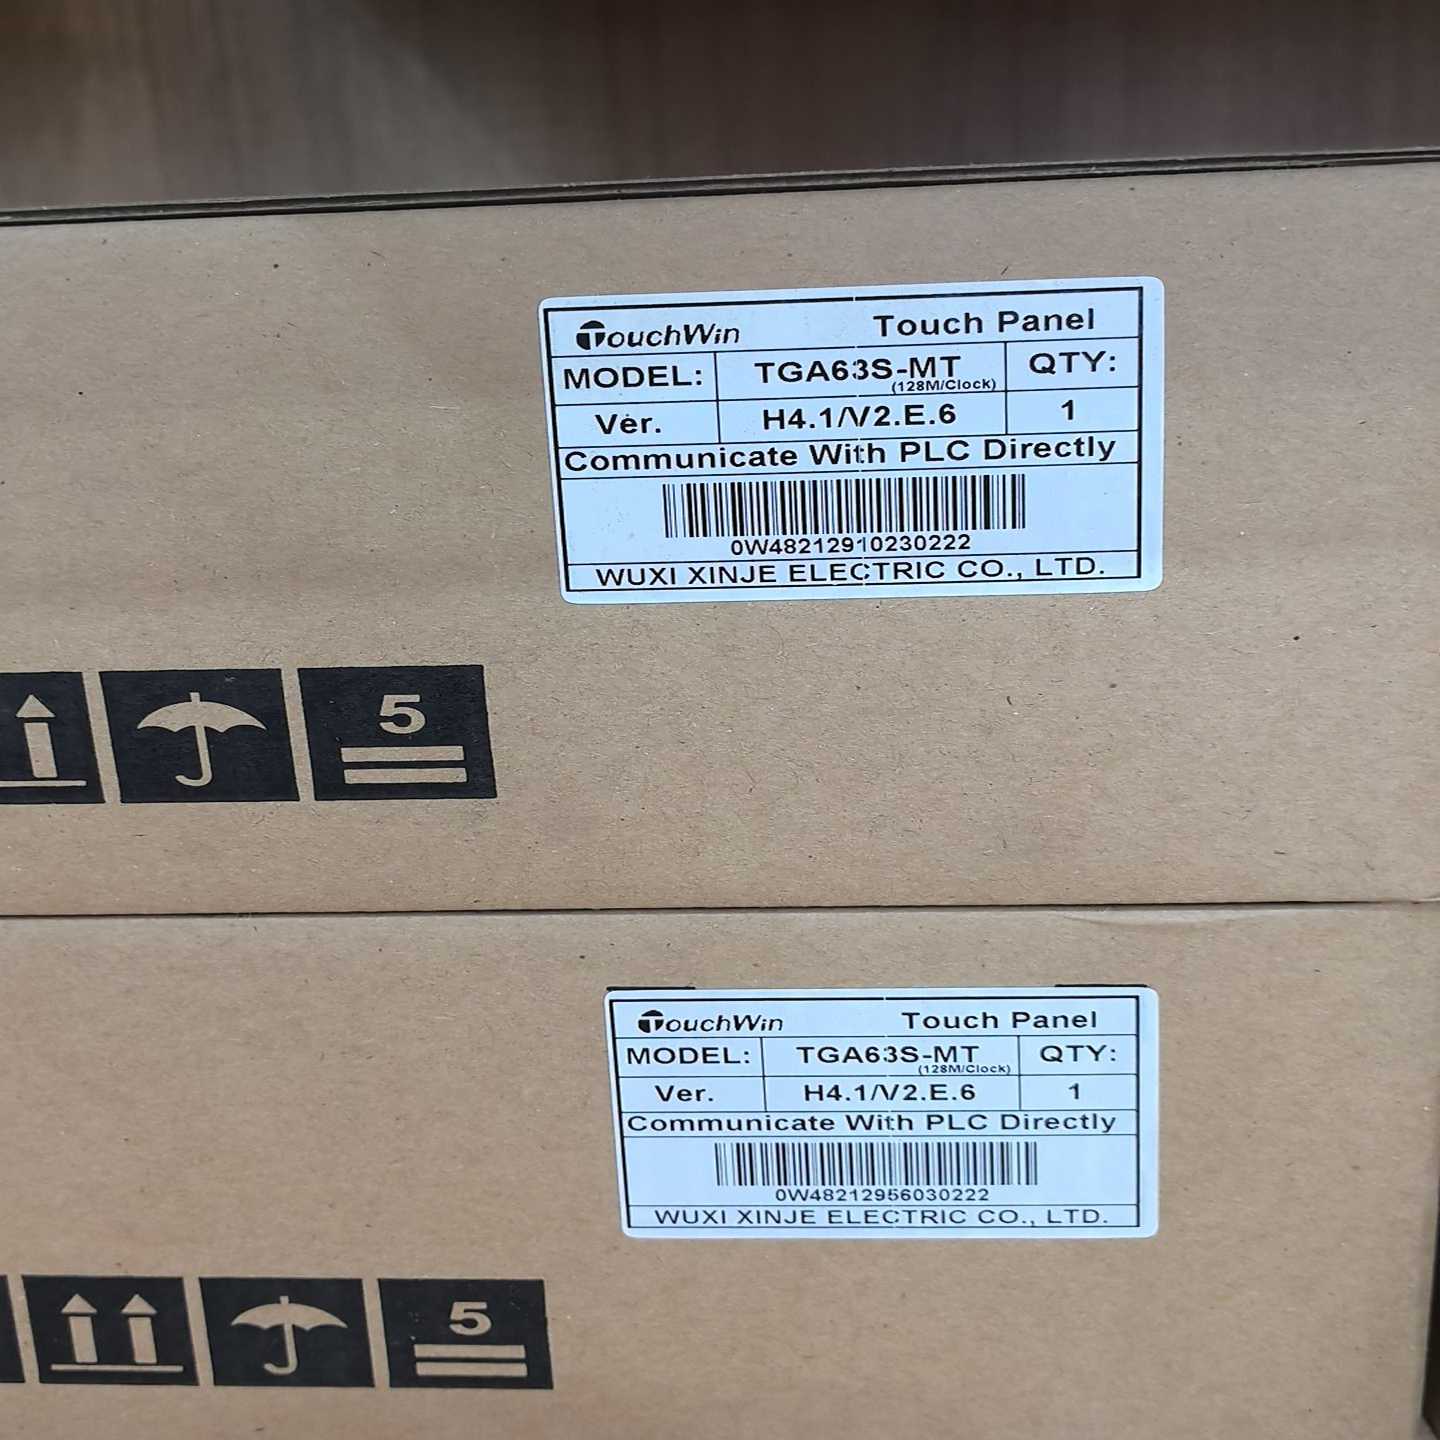 TouchWin Touch Panel
MODEL: TGA63S-MT (128M/Clock) QTY:
Ver. H4.1/V2.E.6 1
Communicate With PLC Directly
0W48212910230222
WUXI XINJE ELECTRIC CO., LTD.
5
TouchWin Touch Panel
MODEL: TGA63S-MT (128M/Clock) QTY:
Ver. H4.1/V2.E.6 1
Communicate With PLC Directly
0W48212956030222
WUXI XINJE ELECTRIC CO., LTD.
5